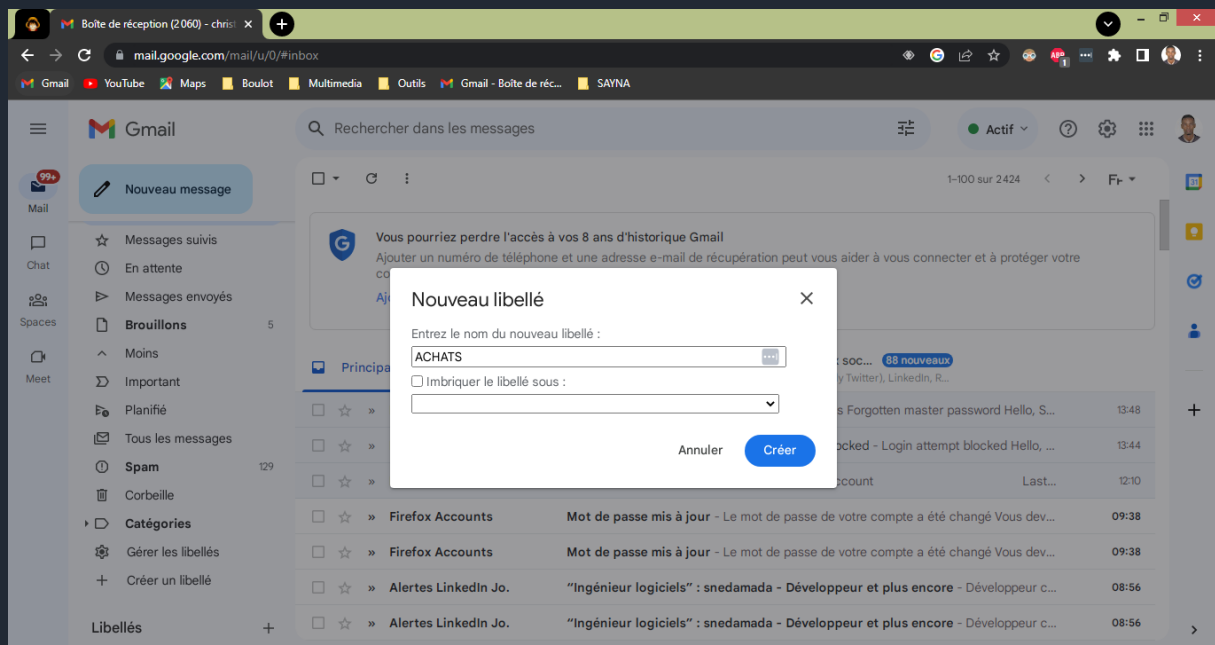 Boîte de réception (2 060) - christ
mail.google.com/mail/u/0/#inbox
ABP
1
Gmail
YouTube
Maps
Boulot
Multimedia
Outils
Gmail - Boîte de réc...
SAYNA
Gmail
Rechercher dans les messages
Actif
99+
Mail
Chat
Spaces
Meet
Nouveau message
Messages suivis
En attente
Messages envoyés
Brouillons 5
Moins
Important
Planifié
Tous les messages
Spam 129
Corbeille
Catégories
Gérer les libellés
Créer un libellé
Libellés
1–100 sur 2 424
31
Vous pourriez perdre l'accès à vos 8 ans d'historique Gmail
Ajouter un numéro de téléphone et une adresse e-mail de récupération peut vous aider à vous connecter et à protéger votre
co
Aj
Nouveau libellé
Entrez le nom du nouveau libellé :
ACHATS
Imbriquer le libellé sous :
Annuler
Créer
Principa
soc... 88 nouveaux
y Twitter), LinkedIn, R...
s Forgotten master password Hello, S... 13:48
ocked - Login attempt blocked Hello, ... 13:44
ccount Last... 12:10
Firefox Accounts Mot de passe mis à jour - Le mot de passe de votre compte a été changé Vous dev... 09:38
Firefox Accounts Mot de passe mis à jour - Le mot de passe de votre compte a été changé Vous dev... 09:38
Alertes LinkedIn Jo. “Ingénieur logiciels” : snedamada - Développeur et plus encore - Développeur c... 08:56
Alertes LinkedIn Jo. “Ingénieur logiciels” : snedamada - Développeur et plus encore - Développeur c... 08:56